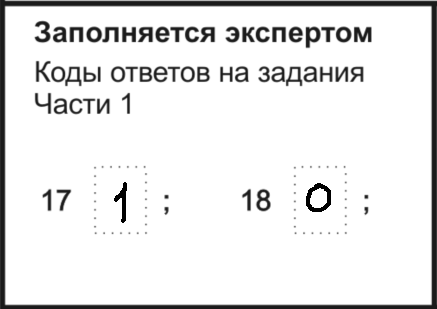 Заполняется экспертом
Коды ответов на задания
Части 1
17 1 ; 18 0 ;